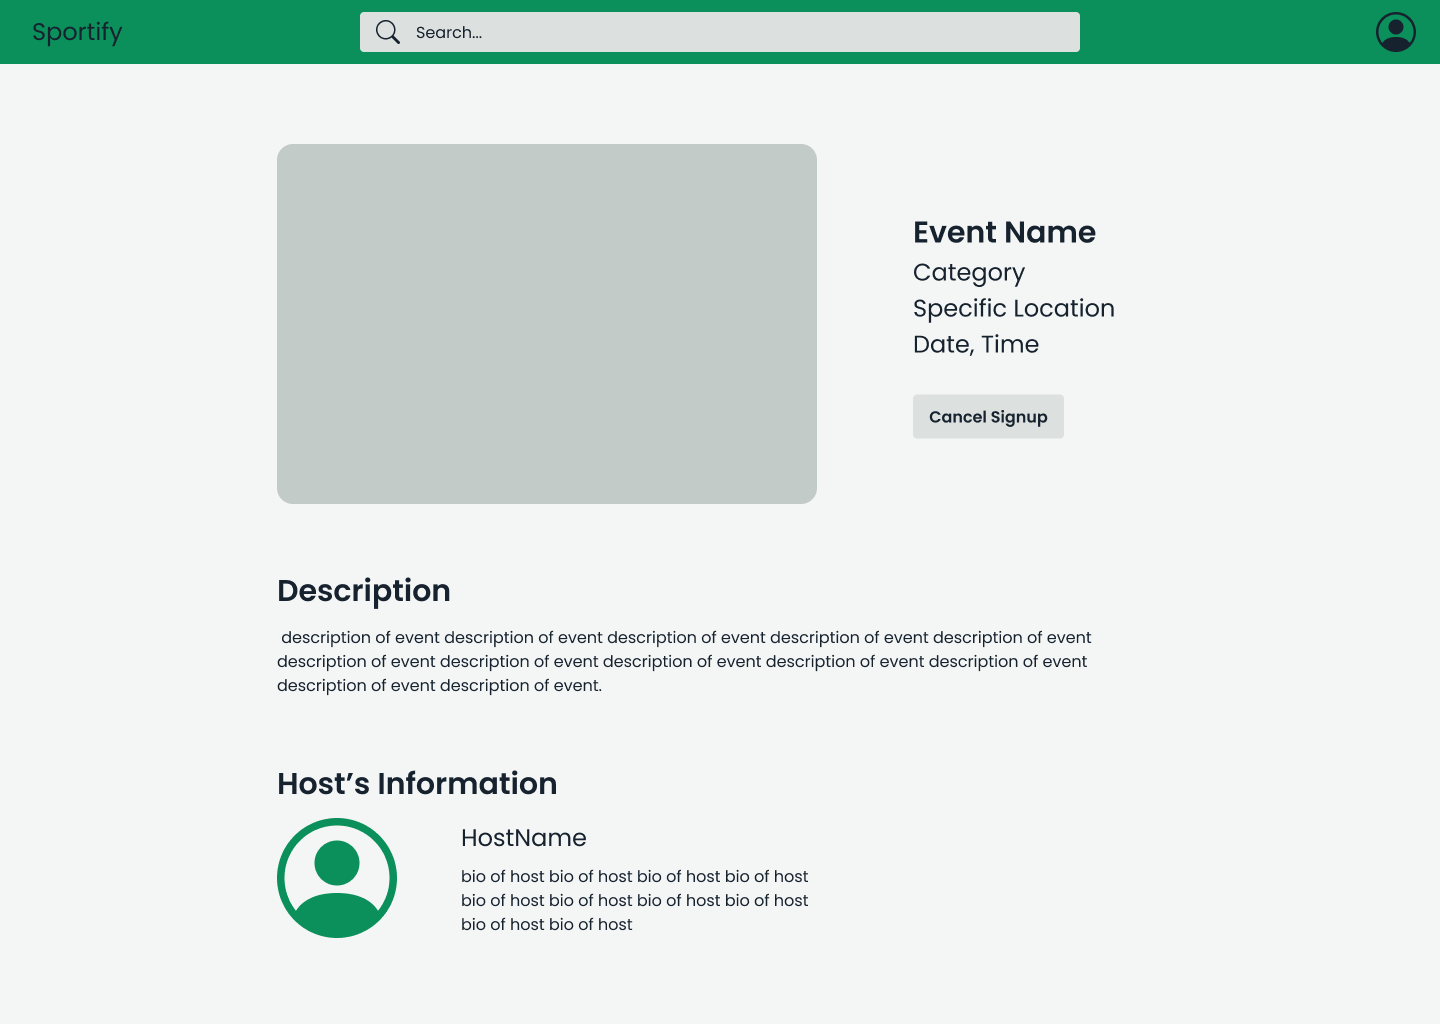 Sportify
Search...
Event Name
Category
Specific Location
Date, Time
Cancel Signup
Description
description of event description of event description of event description of event description of event
description of event description of event description of event description of event description of event
description of event description of event.
Host’s Information
HostName
bio of host bio of host bio of host bio of host
bio of host bio of host bio of host bio of host
bio of host bio of host